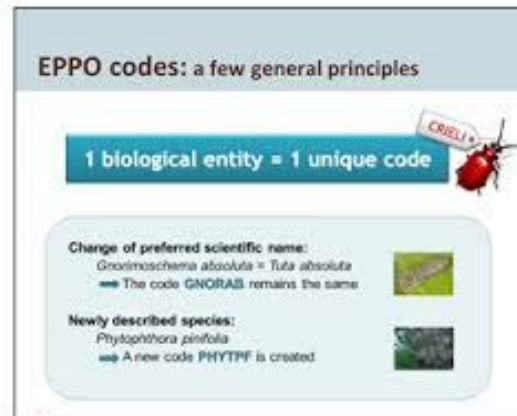 EPPO codes: a few general principles
CRIELI
1 biological entity = 1 unique code
Change of preferred scientific name:
Gnorimoschema absoluta = Tuta absoluta
The code GNORAB remains the same
Newly described species:
Phytophthora pinifolia
A new code PHYTPF is created